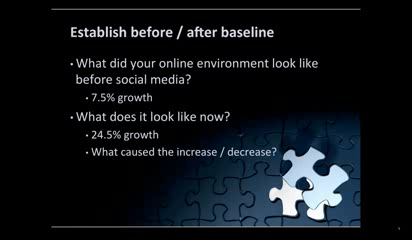 Establish before / after baseline
• What did your online environment look like
before social media?
• 7.5% growth
• What does it look like now?
• 24.5% growth
• What caused the increase / decrease?